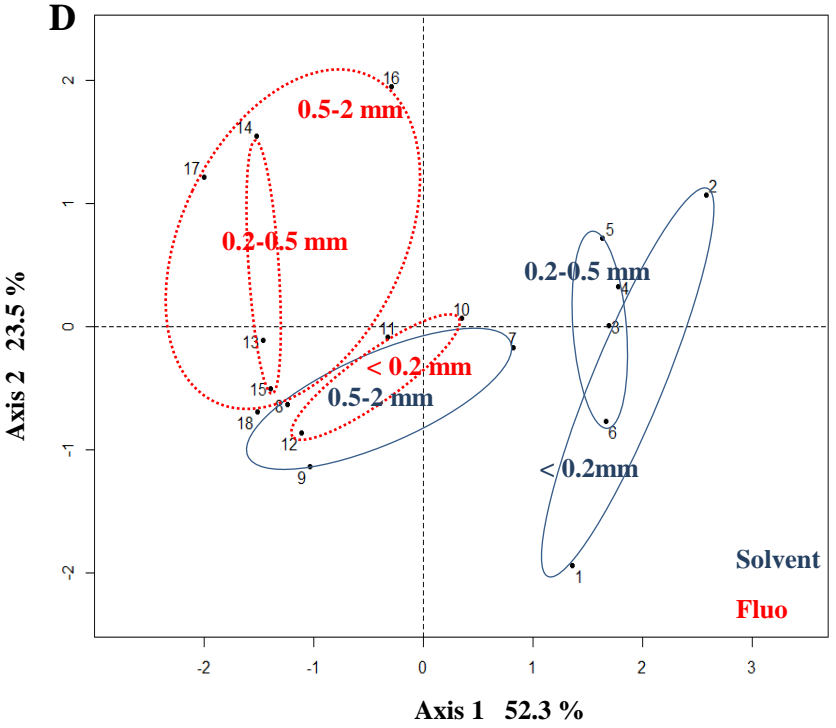 D
16
2
0.5-2 mm
14
17
2
1
5
0.2-0.5 mm
0.2-0.5 mm
4
10
0
11
3
13
7
< 0.2 mm
15
0.5-2 mm
8
18
12
6
-1
< 0.2mm
9
Solvent
-2
1
Fluo
-2
-1
0
1
2
3
Axis 2 23.5 %
Axis 1 52.3 %